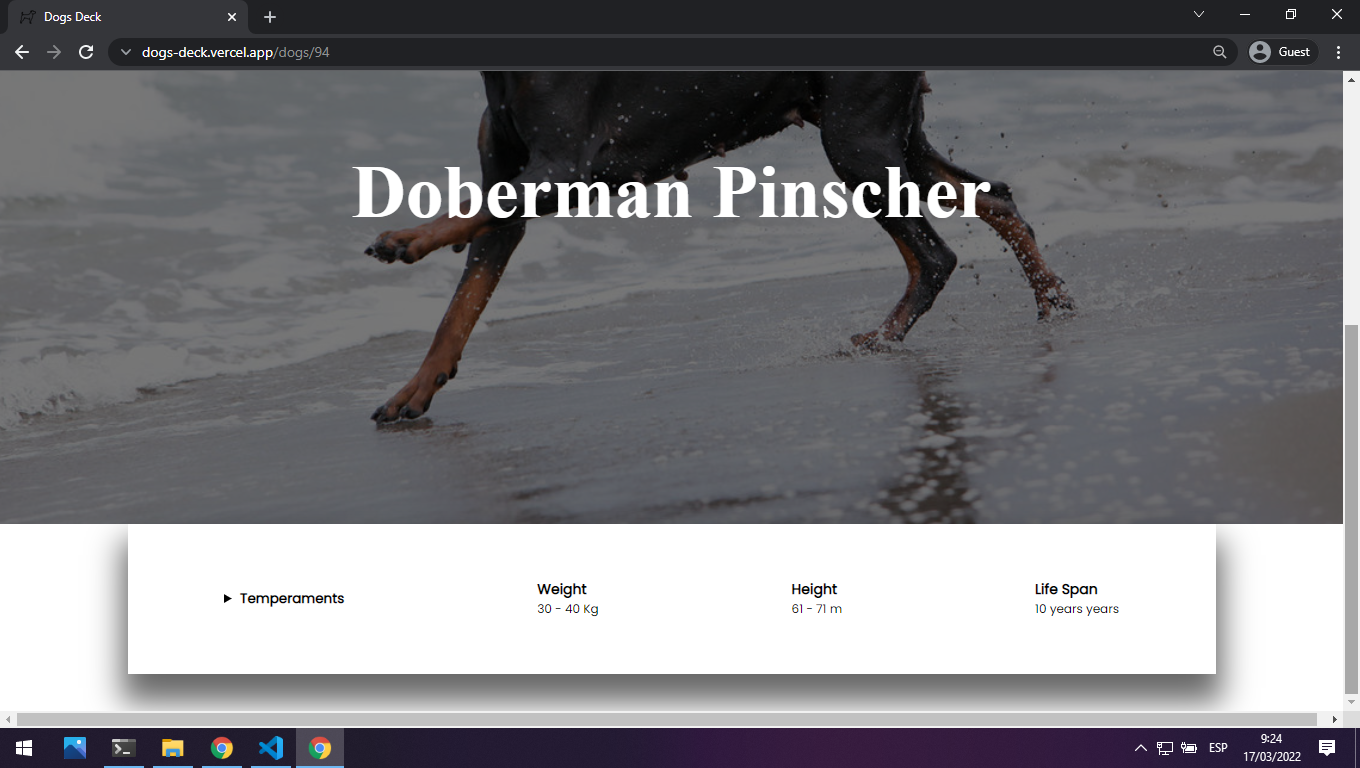 Dogs Deck
dogs-deck.vercel.app/dogs/94
Guest
Doberman Pinscher
Temperaments
Weight
30 - 40 Kg
Height
61 - 71 m
Life Span
10 years years
ESP
9:24
17/03/2022